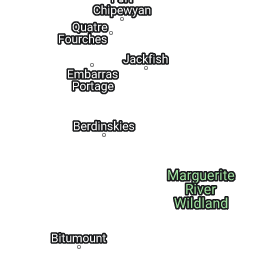 Chipewyan
Quatre
Fourches
Jackfish
Embarras
Portage
Berdinskies
Marguerite
River
Wildland
Bitumount